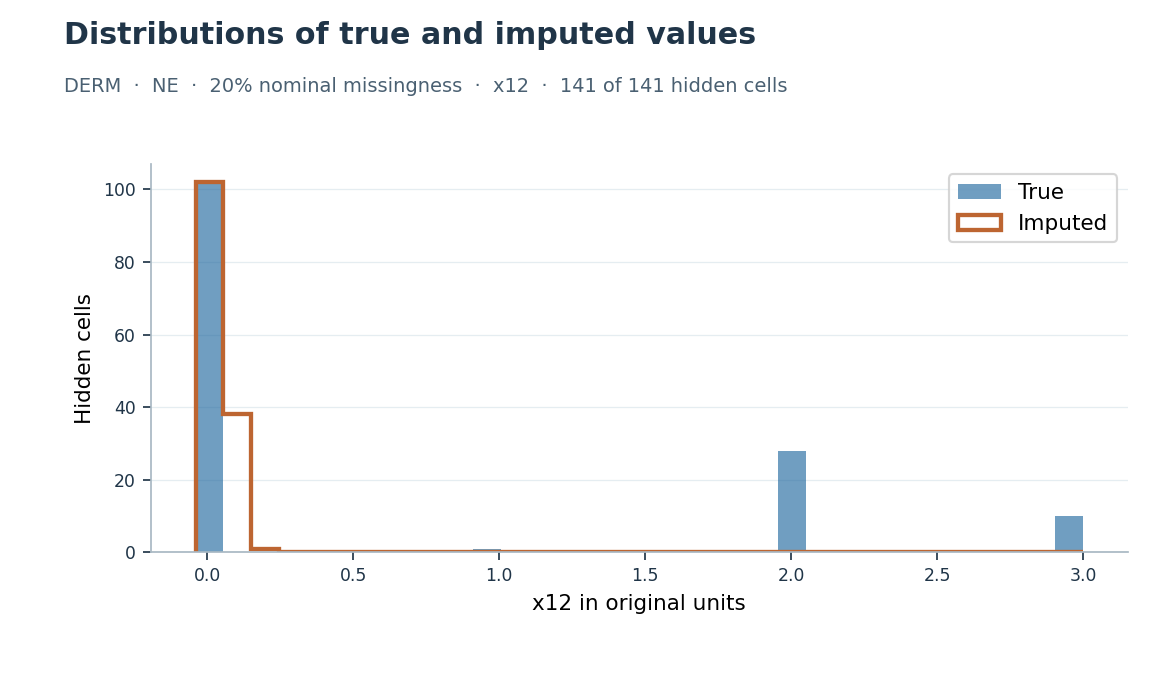 Distributions of true and imputed values
DERM · NE · 20% nominal missingness · x12 · 141 of 141 hidden cells
True
Imputed
Hidden cells
100
80
60
40
20
0
0.0 0.5 1.0 1.5 2.0 2.5 3.0
x12 in original units